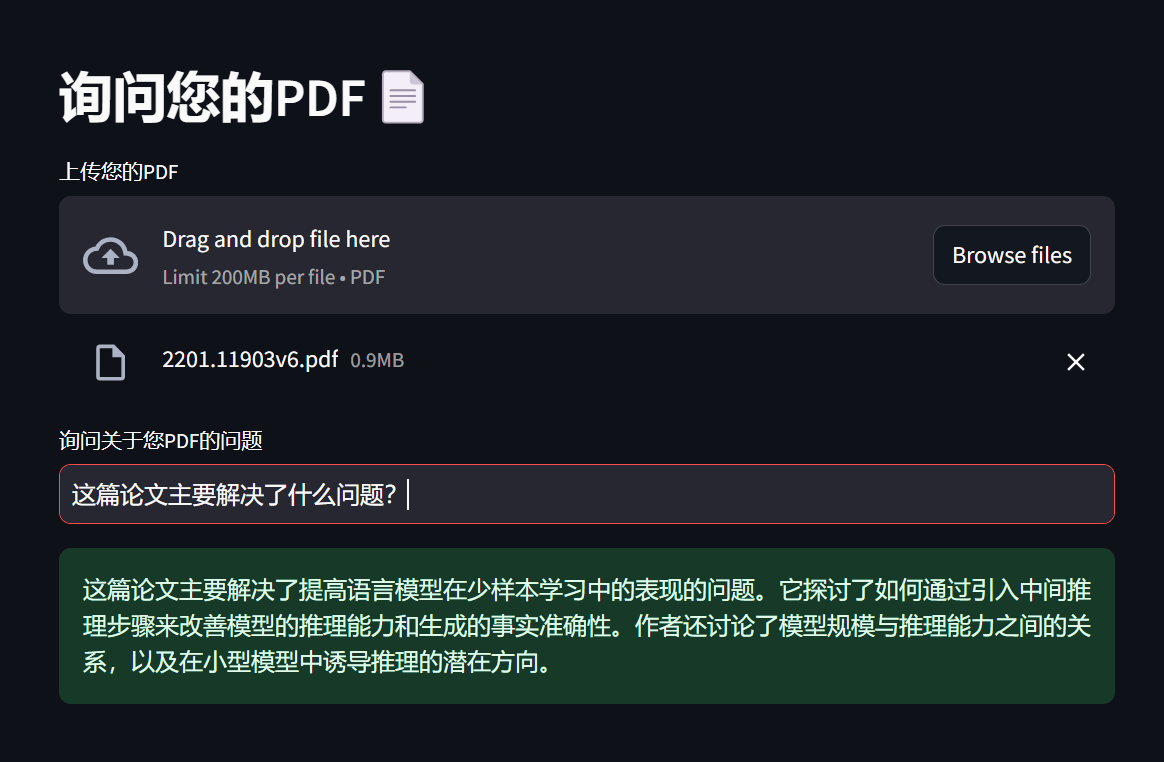 询问您的PDF
上传您的PDF
Drag and drop file here
Limit 200MB per file • PDF
Browse files
2201.11903v6.pdf 0.9MB
询问关于您PDF的问题
这篇论文主要解决了什么问题？
这篇论文主要解决了提高语言模型在少样本学习中的表现的问题。它探讨了如何通过引入中间推
理步骤来改善模型的推理能力和生成的事实准确性。作者还讨论了模型规模与推理能力之间的关
系，以及在小型模型中诱导推理的潜在方向。